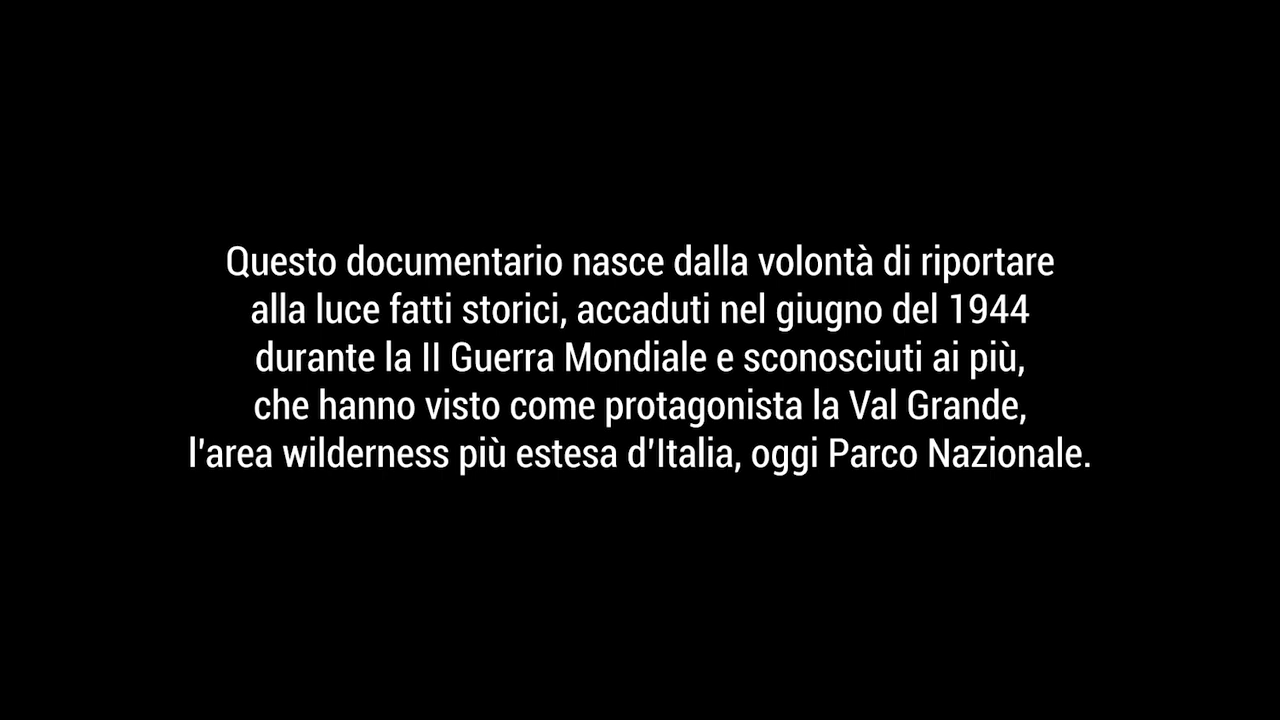 Questo documentario nasce dalla volontà di riportare
alla luce fatti storici, accaduti nel giugno del 1944
durante la II Guerra Mondiale e sconosciuti ai più,
che hanno visto come protagonista la Val Grande,
l'area wilderness più estesa d'Italia, oggi Parco Nazionale.